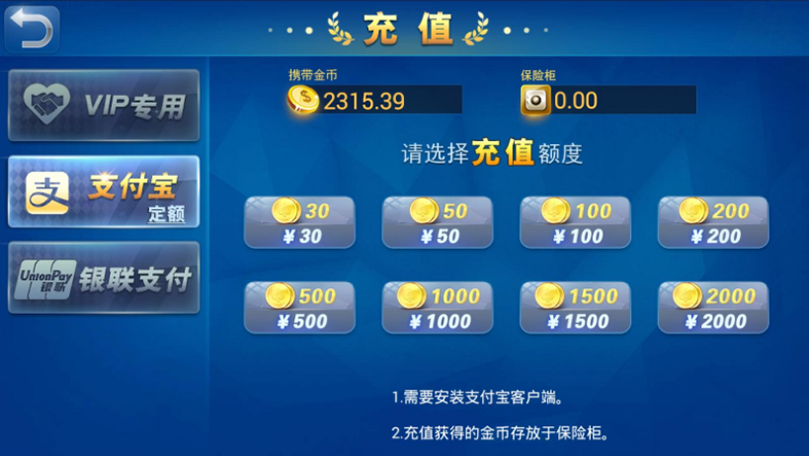 充值
VIP专用
支付宝
定额
UnionPay
银联
银联支付
携带金币
2315.39
保险柜
0.00
请选择充值额度
30
¥30
50
¥50
100
¥100
200
¥200
500
¥500
1000
¥1000
1500
¥1500
2000
¥2000
1.需要安装支付宝客户端。
2.充值获得的金币存放于保险柜。